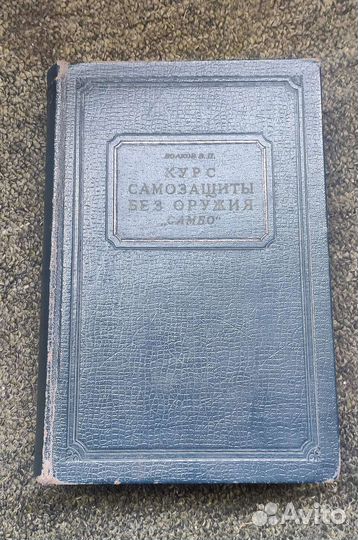 ВОЛКОВ В. П.
КУРС
САМОЗАЩИТЫ
БЕЗ ОРУЖИЯ
„САМБО“
Avito